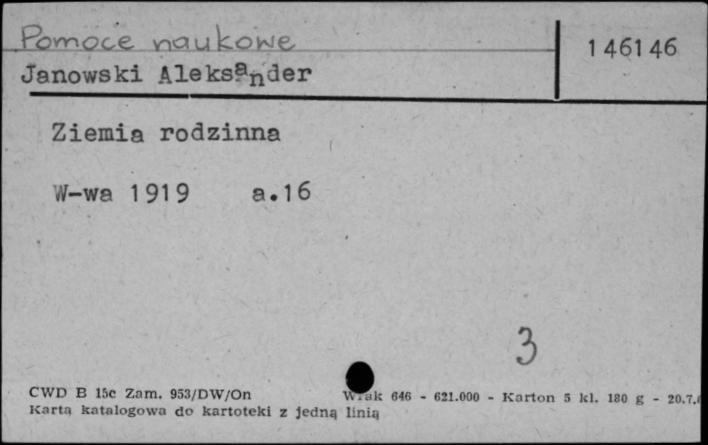 Pomoce naukowe
146146
Janowski Aleksander
Ziemia rodzinna
W-wa 1919 a.16
3
CWD B 15c Zam. 953/DW/On W-ak 646 - 621.000 - Karton 5 kl. 180 g - 20.7.
Karta katalogowa do kartoteki z jedną linią